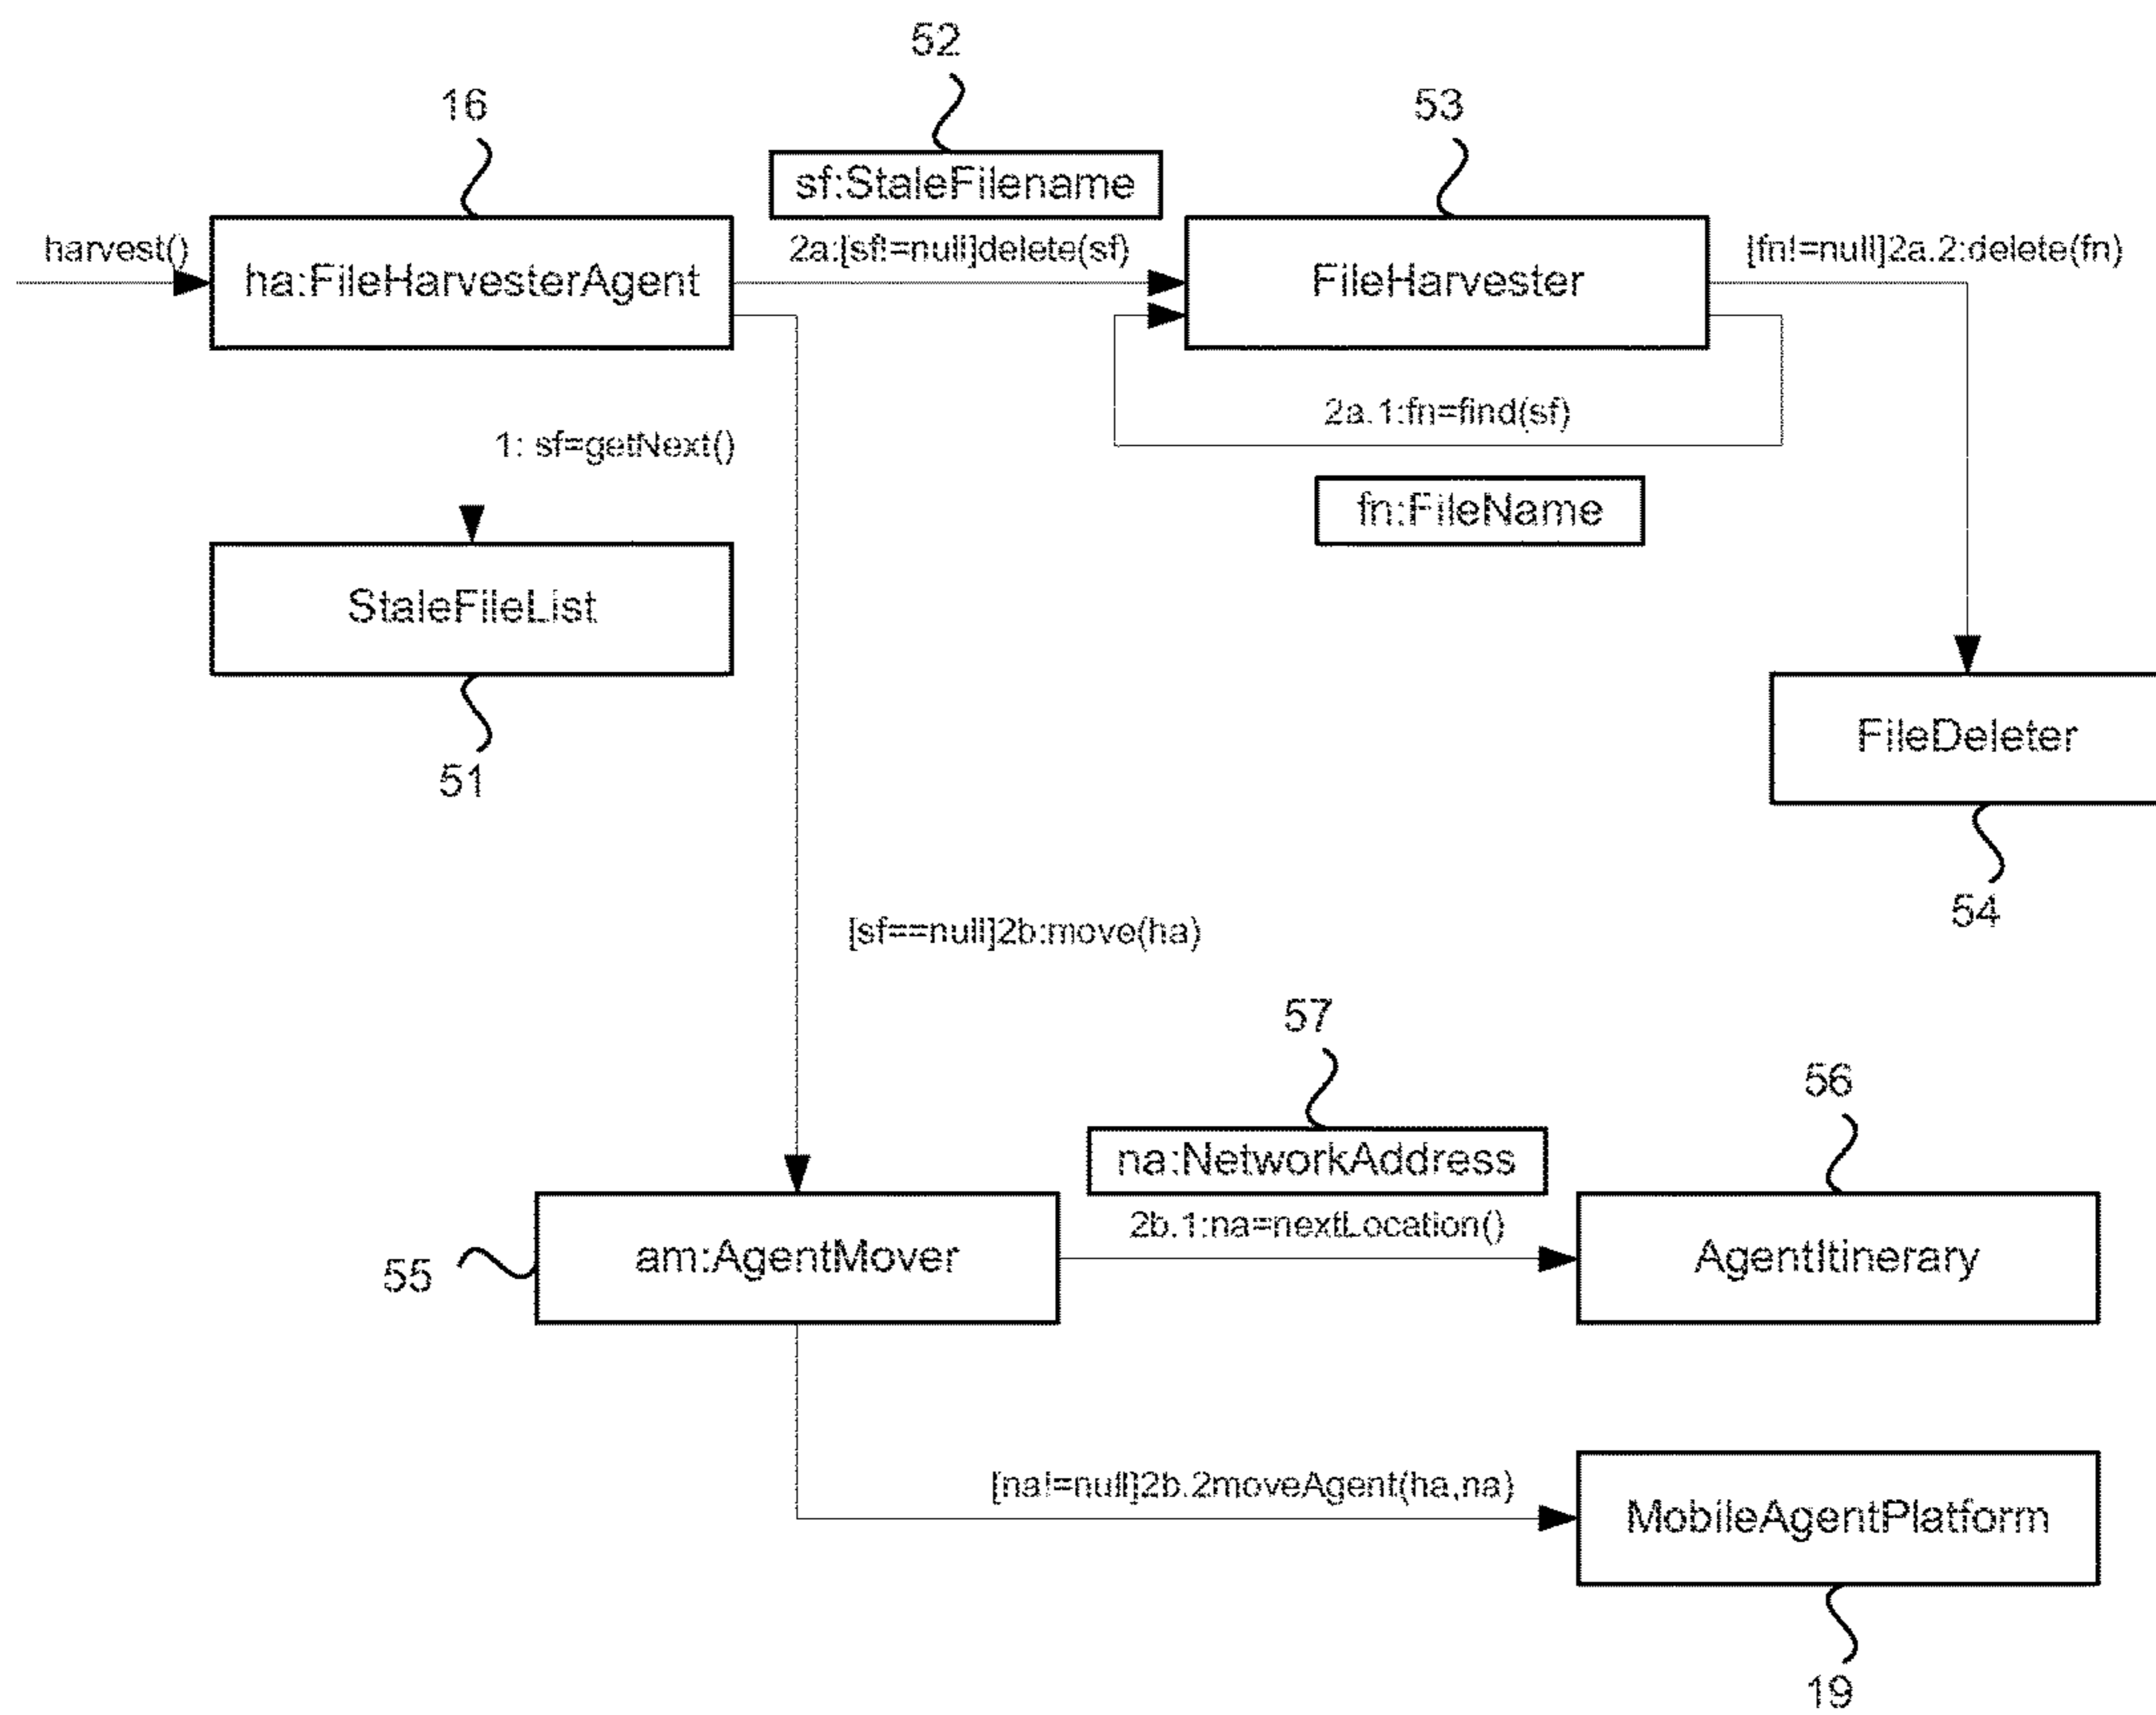 52
16
53
sf:StaleFilename
harvest()
2a:[sf!=null]delete(sf)
[fn!=null]2a.2:delete(fn)
ha:FileHarvesterAgent
FileHarvester
2a.1:fn=find(sf)
1: sf=getNext()
fn:FileName
StaleFileList
51
FileDeleter
54
[sf==null]2b:move(ha)
57
56
na:NetworkAddress
2b.1:na=nextLocation()
55
am:AgentMover
AgentItinerary
[na!=null]2b.2moveAgent(ha,na)
MobileAgentPlatform
19